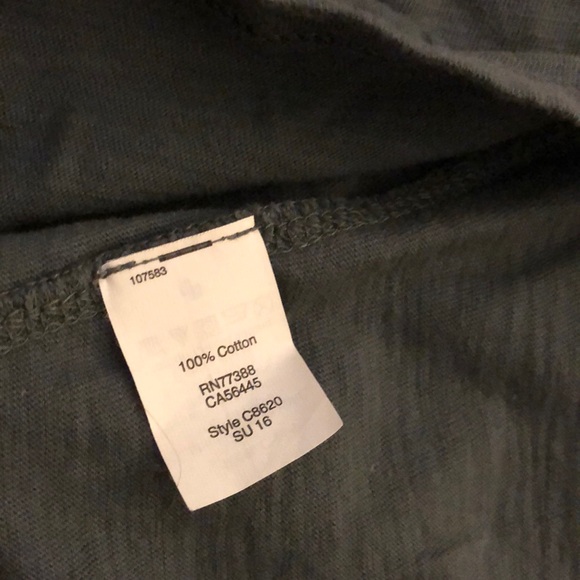 107583
100% Cotton
RN77388
CA56445
Style C8620
SU 16